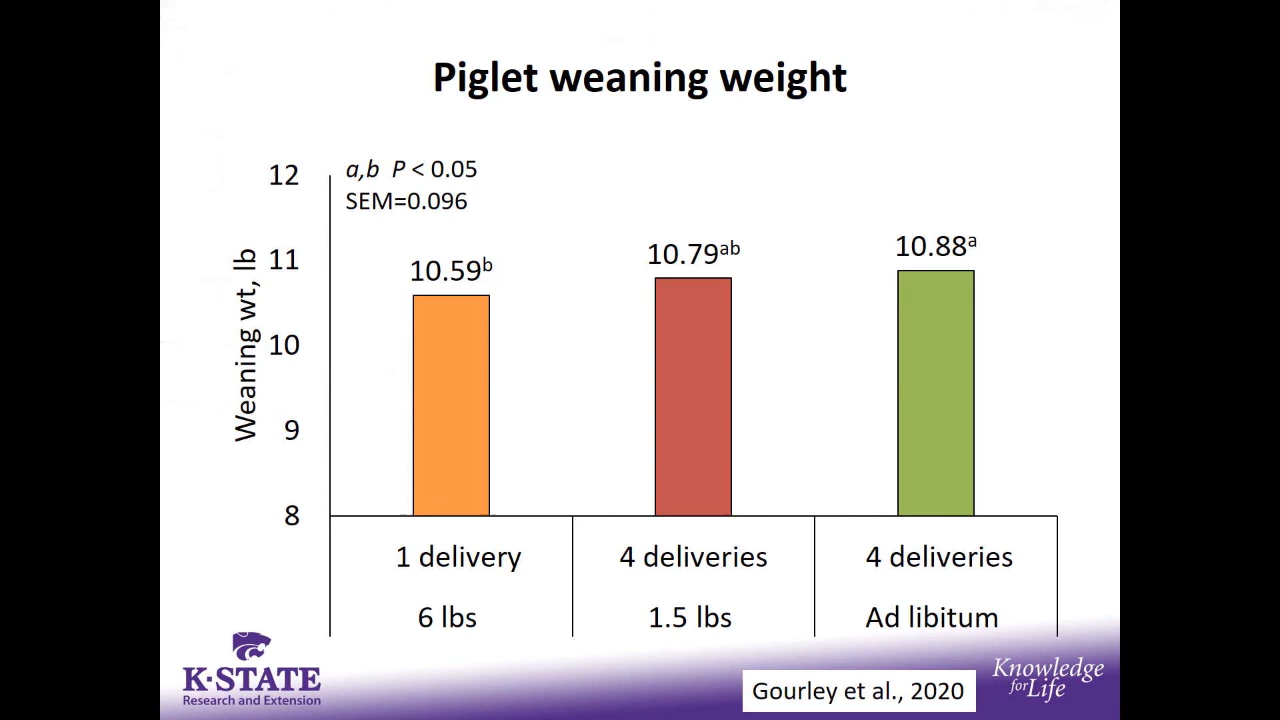 Piglet weaning weight
a,b P < 0.05
SEM=0.096
12
11
10
9
8
Weaning wt, lb
10.59ᵇ
10.79ᵃᵇ
10.88ᵃ
1 delivery
4 deliveries
4 deliveries
6 lbs
1.5 lbs
Ad libitum
K-STATE
Research and Extension
Gourley et al., 2020
Knowledge
for Life